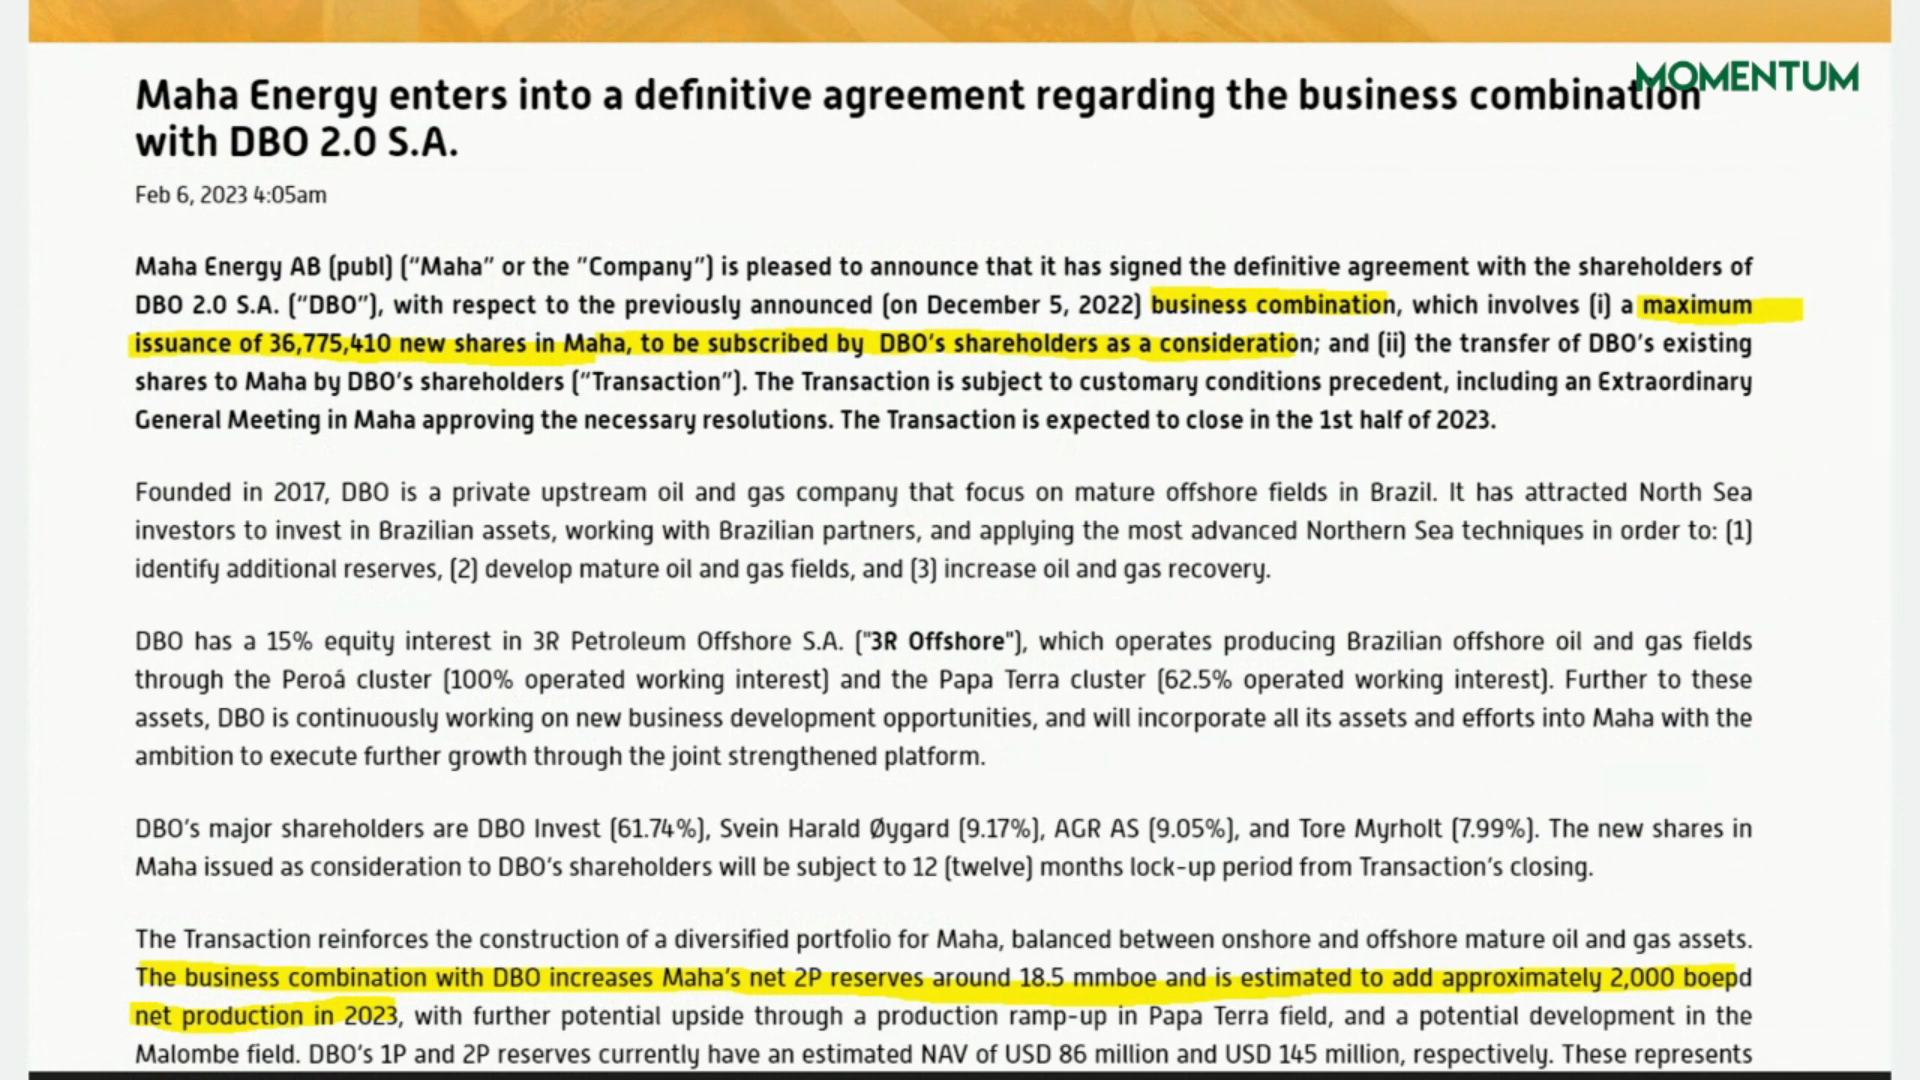 MOMENTUM
Maha Energy enters into a definitive agreement regarding the business combination
with DBO 2.0 S.A.
Feb 6, 2023 4:05am
Maha Energy AB (publ) (“Maha” or the ”Company”) is pleased to announce that it has signed the definitive agreement with the shareholders of
DBO 2.0 S.A. (“DBO”), with respect to the previously announced (on December 5, 2022) business combination, which involves (i) a maximum
issuance of 36,775,410 new shares in Maha, to be subscribed by DBO’s shareholders as a consideration; and (ii) the transfer of DBO’s existing
shares to Maha by DBO’s shareholders (“Transaction”). The Transaction is subject to customary conditions precedent, including an Extraordinary
General Meeting in Maha approving the necessary resolutions. The Transaction is expected to close in the 1st half of 2023.
Founded in 2017, DBO is a private upstream oil and gas company that focus on mature offshore fields in Brazil. It has attracted North Sea
investors to invest in Brazilian assets, working with Brazilian partners, and applying the most advanced Northern Sea techniques in order to: (1)
identify additional reserves, (2) develop mature oil and gas fields, and (3) increase oil and gas recovery.
DBO has a 15% equity interest in 3R Petroleum Offshore S.A. ("3R Offshore"), which operates producing Brazilian offshore oil and gas fields
through the Peroá cluster (100% operated working interest) and the Papa Terra cluster (62.5% operated working interest). Further to these
assets, DBO is continuously working on new business development opportunities, and will incorporate all its assets and efforts into Maha with the
ambition to execute further growth through the joint strengthened platform.
DBO’s major shareholders are DBO Invest (61.74%), Svein Harald Øygard (9.17%), AGR AS (9.05%), and Tore Myrholt (7.99%). The new shares in
Maha issued as consideration to DBO’s shareholders will be subject to 12 (twelve) months lock-up period from Transaction’s closing.
The Transaction reinforces the construction of a diversified portfolio for Maha, balanced between onshore and offshore mature oil and gas assets.
The business combination with DBO increases Maha’s net 2P reserves around 18.5 mmboe and is estimated to add approximately 2,000 boepd
net production in 2023, with further potential upside through a production ramp-up in Papa Terra field, and a potential development in the
Malombe field. DBO’s 1P and 2P reserves currently have an estimated NAV of USD 86 million and USD 145 million, respectively. These represents